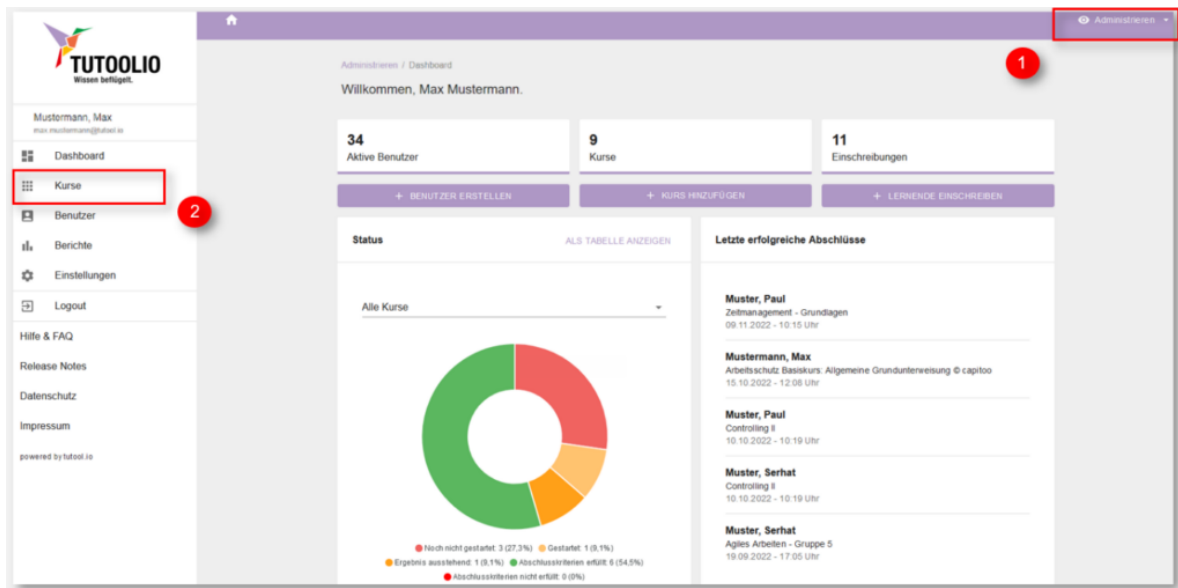 TUTOOLIO
Wissen beflügelt.
Mustermann, Max
max.mustermann@tutool.io
Dashboard
Kurse
Benutzer
Berichte
Einstellungen
Logout
Hilfe & FAQ
Release Notes
Datenschutz
Impressum
powered by tutool.io
Administrieren
1
2
Administrieren / Dashboard
Willkommen, Max Mustermann.
34
Aktive Benutzer
9
Kurse
11
Einschreibungen
+ BENUTZER ERSTELLEN
+ KURS HINZUFÜGEN
+ LERNENDE EINSCHREIBEN
Status
ALS TABELLE ANZEIGEN
Alle Kurse
Noch nicht gestartet: 3 (27,3%) Gestartet: 1 (9,1%)
Ergebnis ausstehend: 1 (9,1%) Abschlusskriterien erfüllt: 6 (54,5%)
Abschlusskriterien nicht erfüllt: 0 (0%)
Letzte erfolgreiche Abschlüsse
Muster, Paul
Zeitmanagement - Grundlagen
09.11.2022 - 10:15 Uhr
Mustermann, Max
Arbeitsschutz Basiskurs: Allgemeine Grundunterweisung © capitoo
15.10.2022 - 12:08 Uhr
Muster, Paul
Controlling II
10.10.2022 - 10:19 Uhr
Muster, Serhat
Controlling II
10.10.2022 - 10:19 Uhr
Muster, Serhat
Agiles Arbeiten - Gruppe 5
19.09.2022 - 17:05 Uhr